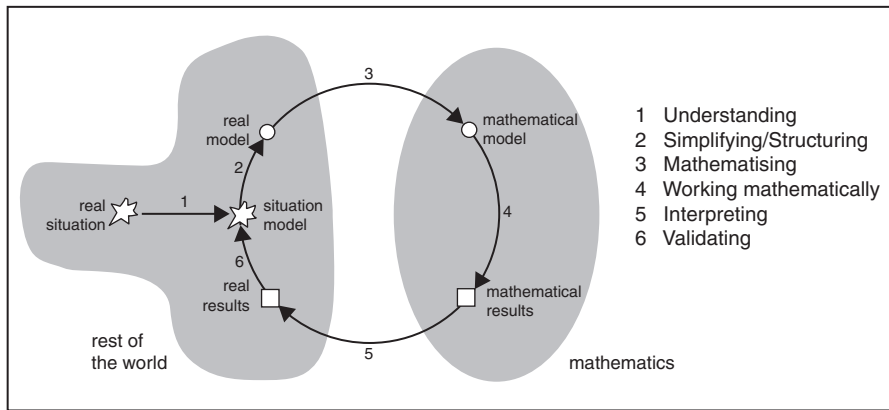 3
real
model
mathematical
model
2
1 Understanding
2 Simplifying/Structuring
3 Mathematising
4 Working mathematically
5 Interpreting
6 Validating
real
situation
1
situation
model
4
6
real
results
mathematical
results
5
rest of
the world
mathematics